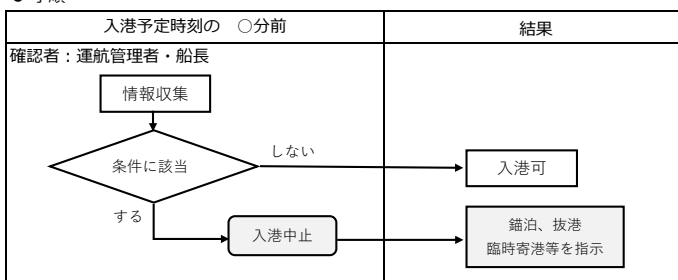 入港予定時刻の ○分前
結果
確認者：運航管理者・船長
情報収集
条件に該当
しない
入港可
する
入港中止
錨泊、抜港
臨時寄港等を指示